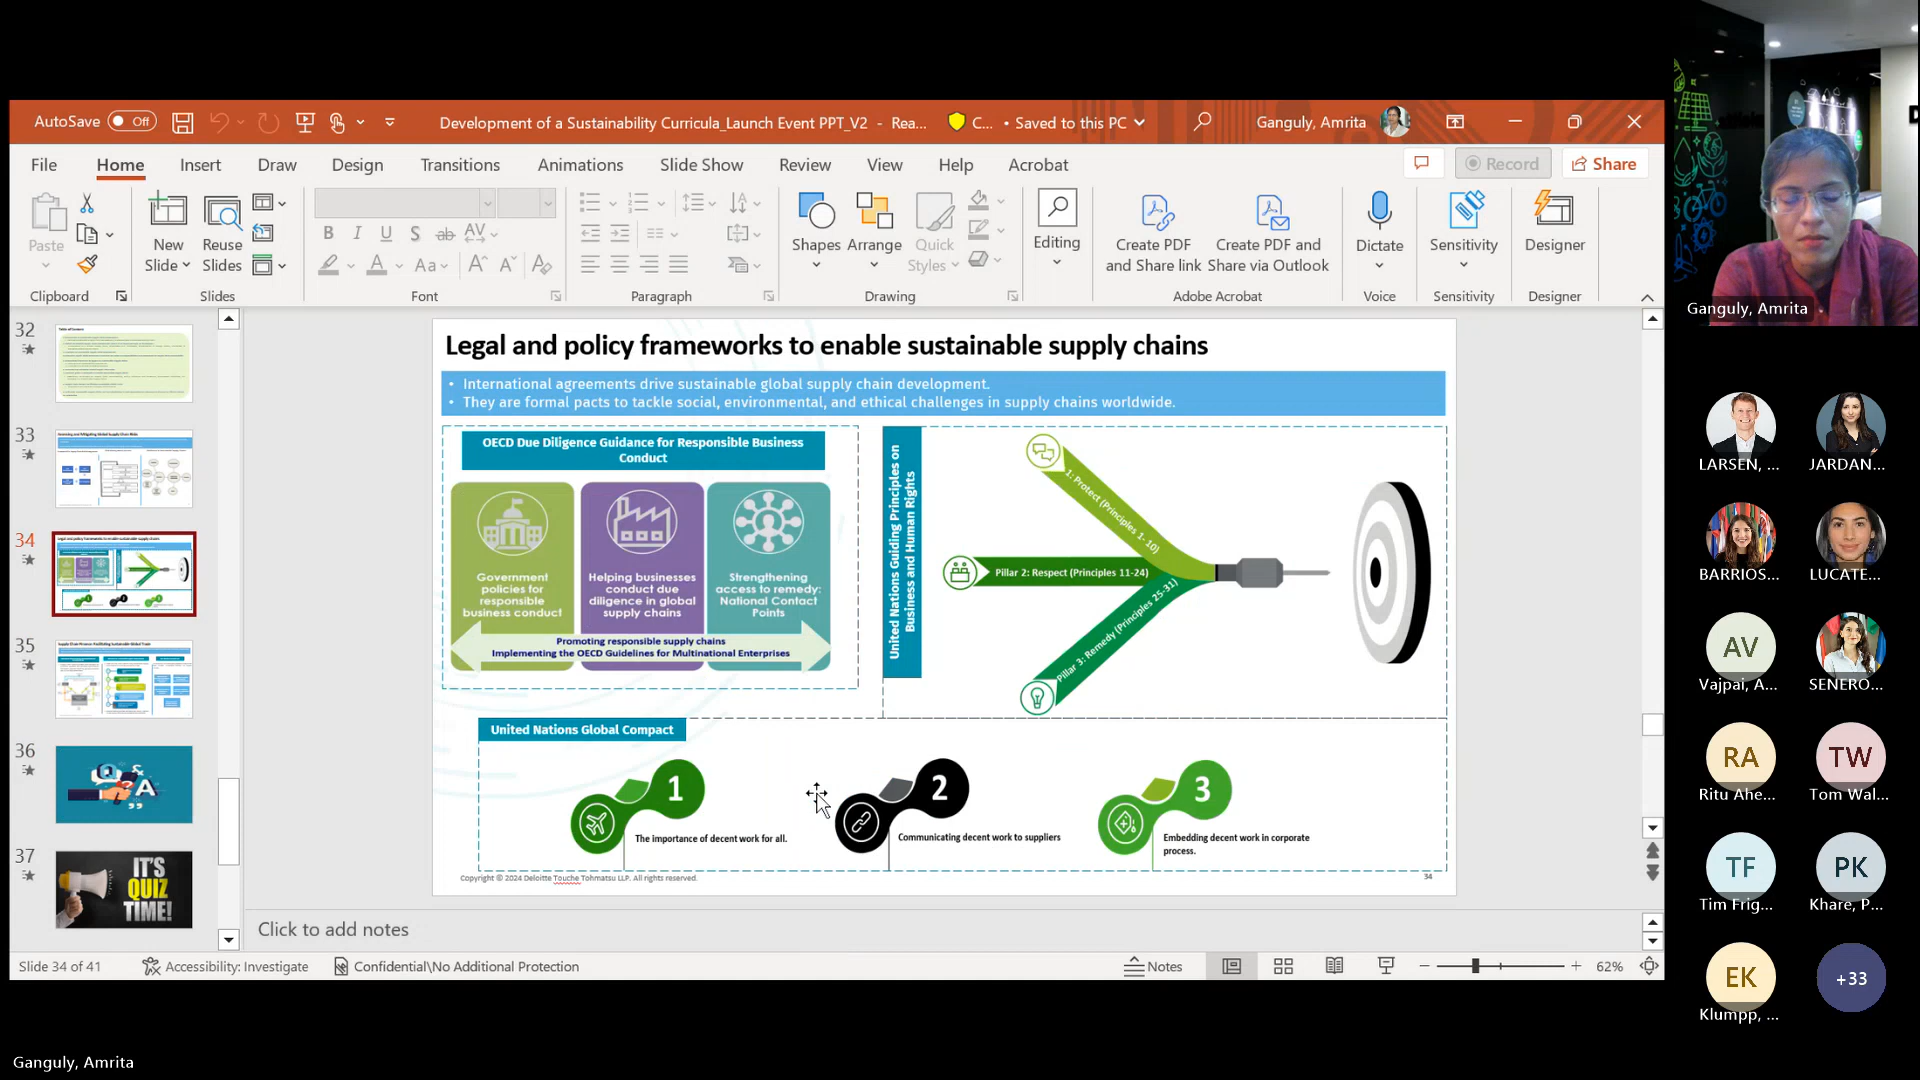 AutoSave Off
Development of a Sustainability Curricula_Launch Event PPT_V2 - Rea...
C... • Saved to this PC
Ganguly, Amrita
File Home Insert Draw Design Transitions Animations Slide Show Review View Help Acrobat
Record
Share
Paste
New Slide
Reuse Slides
Shapes
Arrange
Quick Styles
Editing
Create PDF and Share link
Create PDF and Share via Outlook
Dictate
Sensitivity
Designer
Clipboard
Slides
Font
Paragraph
Drawing
Adobe Acrobat
Voice
Sensitivity
Designer
32
33
34
35
36
37
Q & A
IT'S
QUIZ
TIME!
Legal and policy frameworks to enable sustainable supply chains
• International agreements drive sustainable global supply chain development.
• They are formal pacts to tackle social, environmental, and ethical challenges in supply chains worldwide.
OECD Due Diligence Guidance for Responsible Business
Conduct
Government
policies for
responsible
business conduct
Helping businesses
conduct due
diligence in global
supply chains
Strengthening
access to remedy:
National Contact
Points
Promoting responsible supply chains
Implementing the OECD Guidelines for Multinational Enterprises
United Nations Guiding Principles on
Business and Human Rights
1: Protect (Principles 1-10)
Pillar 2: Respect (Principles 11-24)
Pillar 3: Remedy (Principles 25-31)
United Nations Global Compact
1
The importance of decent work for all.
2
Communicating decent work to suppliers
3
Embedding decent work in corporate
process.
Copyright © 2024 Deloitte Touche Tohmatsu LLP. All rights reserved.
34
Click to add notes
Slide 34 of 41
Accessibility: Investigate
Confidential\No Additional Protection
Notes
62%
Ganguly, Amrita
LARSEN, ...
JARDAN...
BARRIOS...
LUCATE...
AV
Vajpai, A...
SENERO...
RA
Ritu Ahe...
TW
Tom Wal...
TF
Tim Frig...
PK
Khare, P...
EK
Klumpp, ...
+33
Ganguly, Amrita